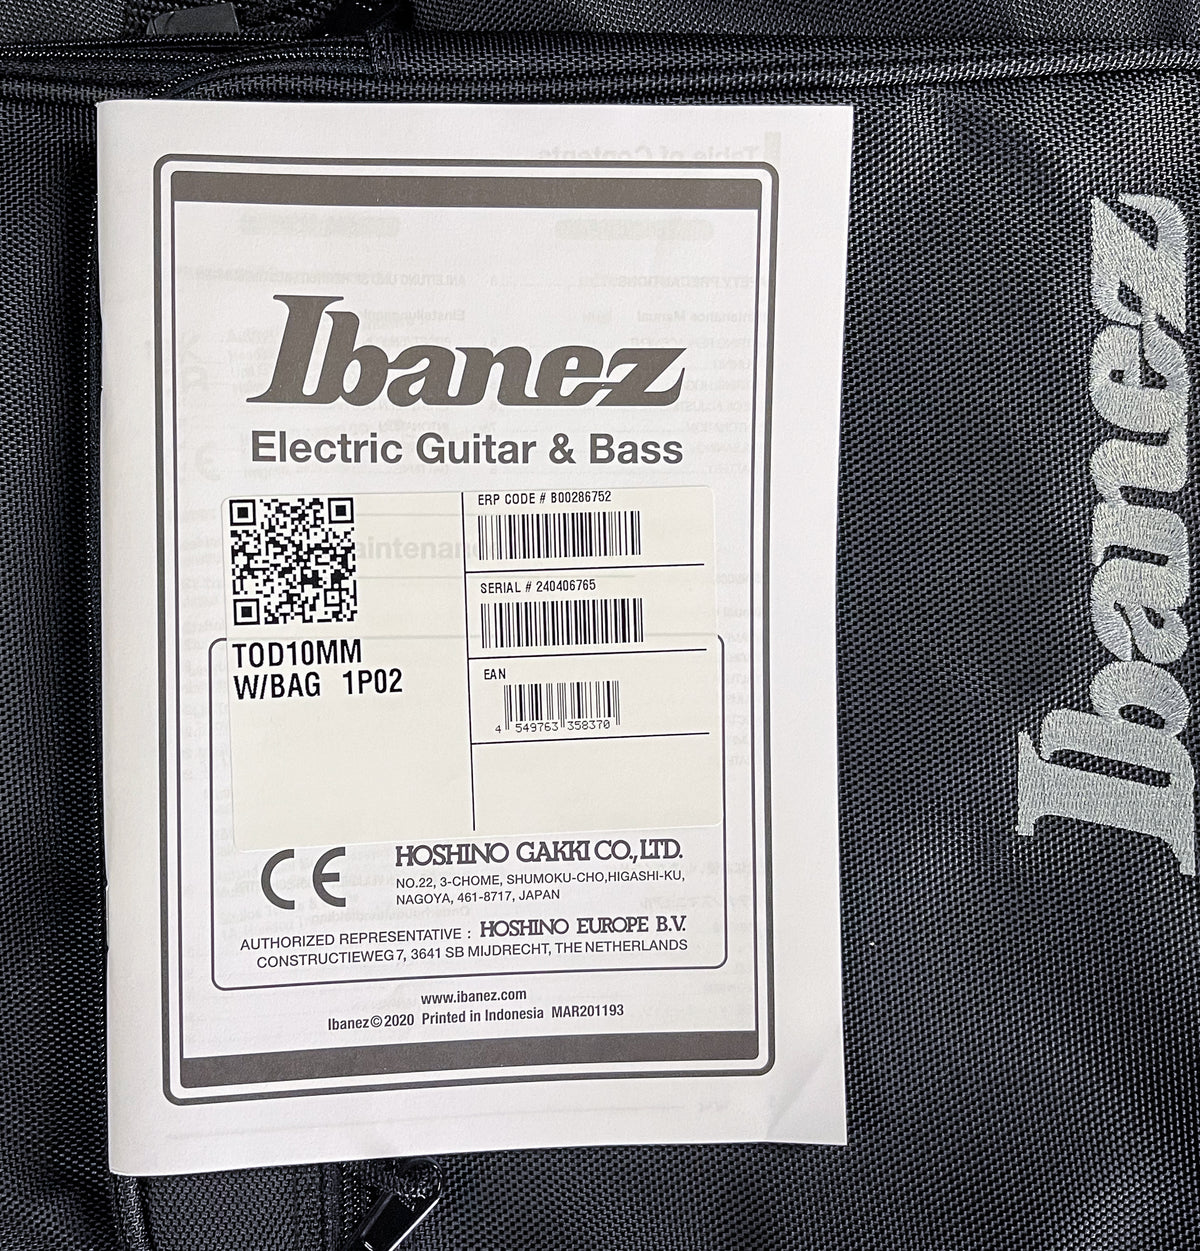 Ibanez
Electric Guitar & Bass
TOD10MM
W/BAG 1P02
ERP CODE # B00286752
SERIAL # 240406765
EAN
4 549763 358370
CE
HOSHINO GAKKI CO., LTD.
NO.22, 3-CHOME, SHUMOKU-CHO,HIGASHI-KU,
NAGOYA, 461-8717, JAPAN
AUTHORIZED REPRESENTATIVE : HOSHINO EUROPE B.V.
CONSTRUCTIEWEG 7, 3641 SB MIJDRECHT, THE NETHERLANDS
www.ibanez.com
Ibanez©2020 Printed in Indonesia MAR201193
Ibanez